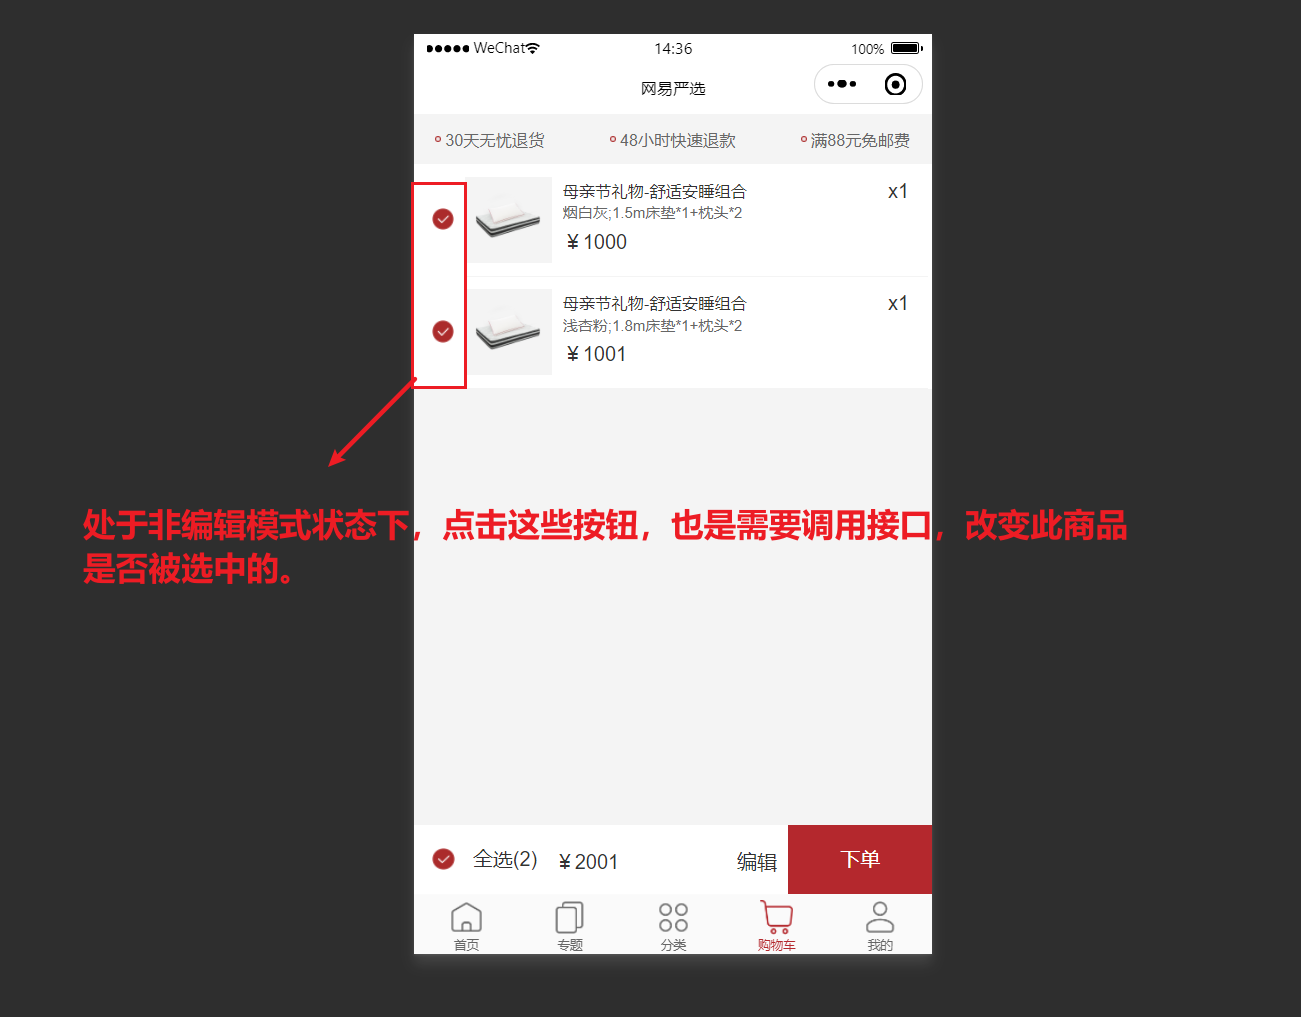 WeChat 14:36 100%
网易严选
30天无忧退货 48小时快速退款 满88元免邮费
母亲节礼物-舒适安睡组合 x1
烟白灰;1.5m床垫*1+枕头*2
￥1000
母亲节礼物-舒适安睡组合 x1
浅杏粉;1.8m床垫*1+枕头*2
￥1001
处于非编辑模式状态下，点击这些按钮，也是需要调用接口，改变此商品
是否被选中的。
全选(2) ￥2001 编辑 下单
首页 专题 分类 购物车 我的